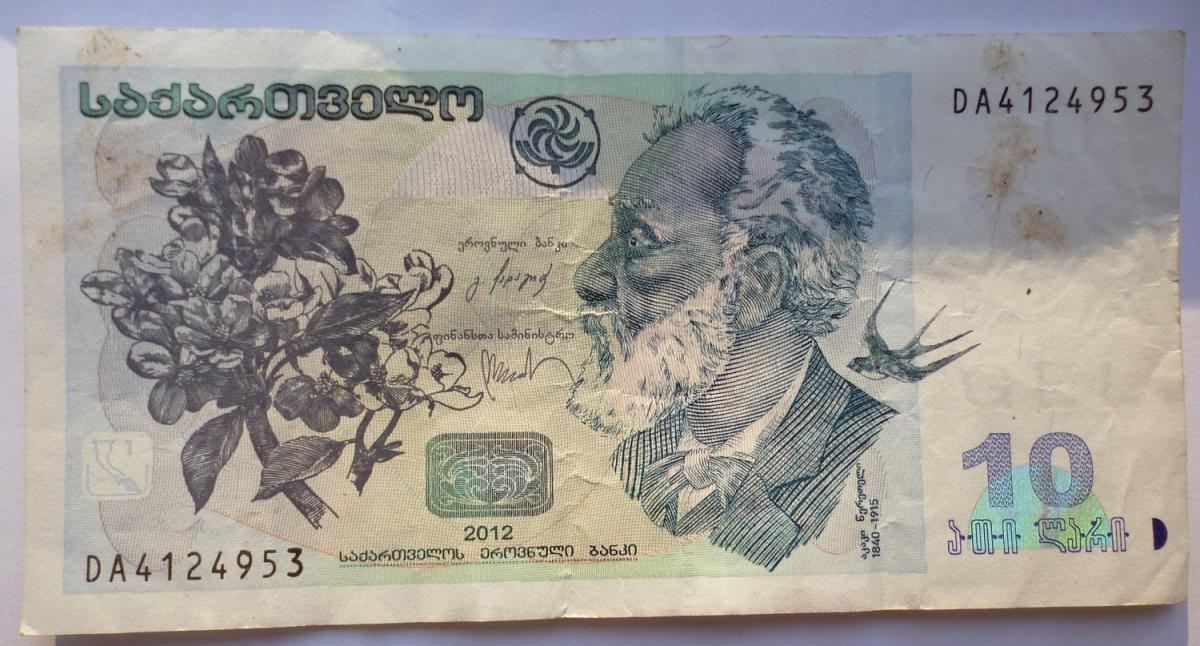 საქართველო
DA4124953
ეროვნული ბანკი
ფინანსთა სამინისტრო
10
ათი ლარი
აკაკი წერეთელი
1840-1915
2012
საქართველოს ეროვნული ბანკი
DA4124953